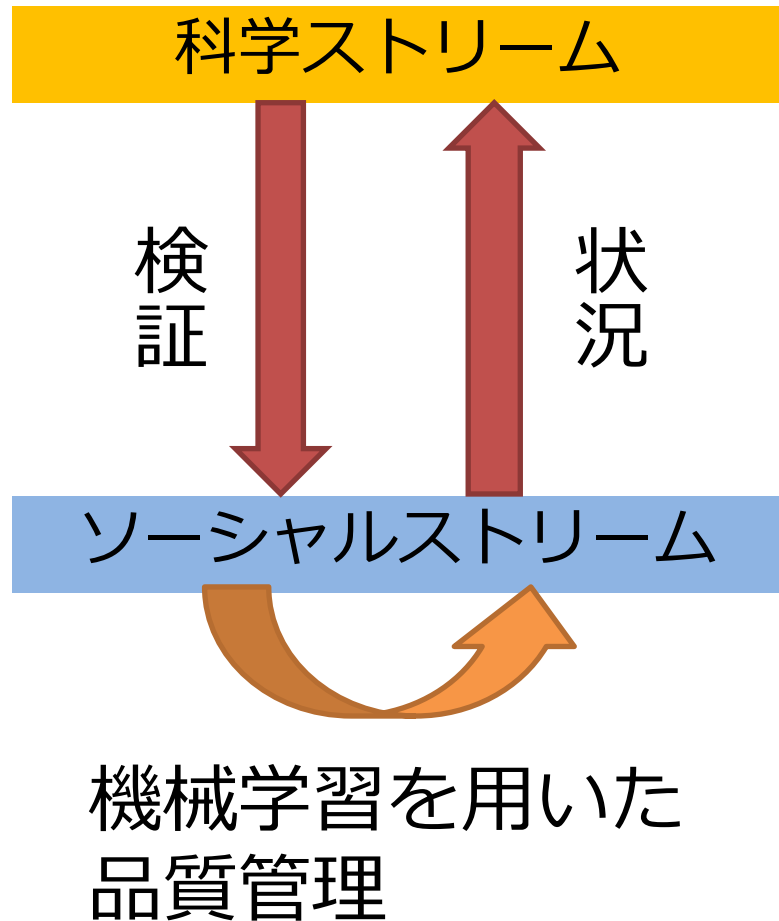 科学ストリーム
検証
状況
ソーシャルストリーム
機械学習を用いた
品質管理